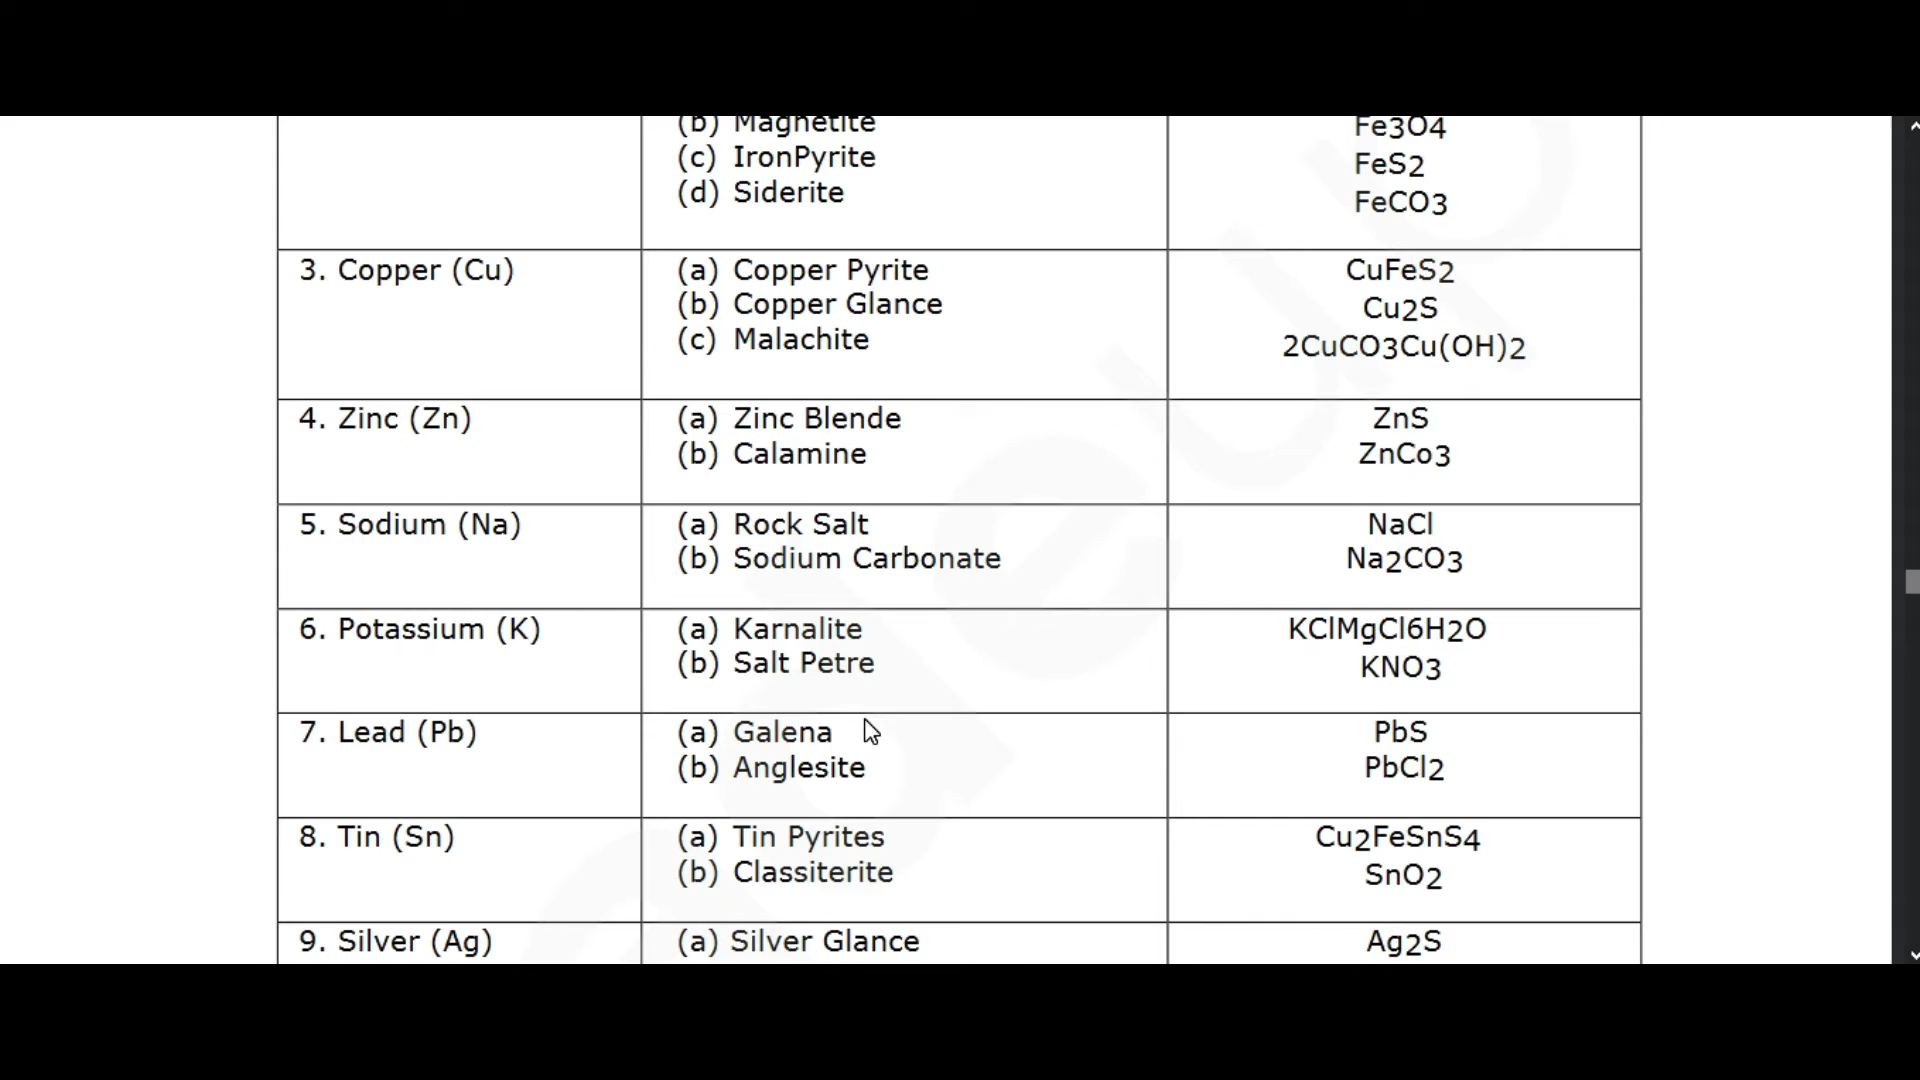 (b) Magnetite Fe3O4
(c) IronPyrite FeS2
(d) Siderite FeCO3
3. Copper (Cu) (a) Copper Pyrite CuFeS2
(b) Copper Glance Cu2S
(c) Malachite 2CuCO3Cu(OH)2
4. Zinc (Zn) (a) Zinc Blende ZnS
(b) Calamine ZnCo3
5. Sodium (Na) (a) Rock Salt NaCl
(b) Sodium Carbonate Na2CO3
6. Potassium (K) (a) Karnalite KClMgCl6H2O
(b) Salt Petre KNO3
7. Lead (Pb) (a) Galena PbS
(b) Anglesite PbCl2
8. Tin (Sn) (a) Tin Pyrites Cu2FeSnS4
(b) Classiterite SnO2
9. Silver (Ag) (a) Silver Glance Ag2S